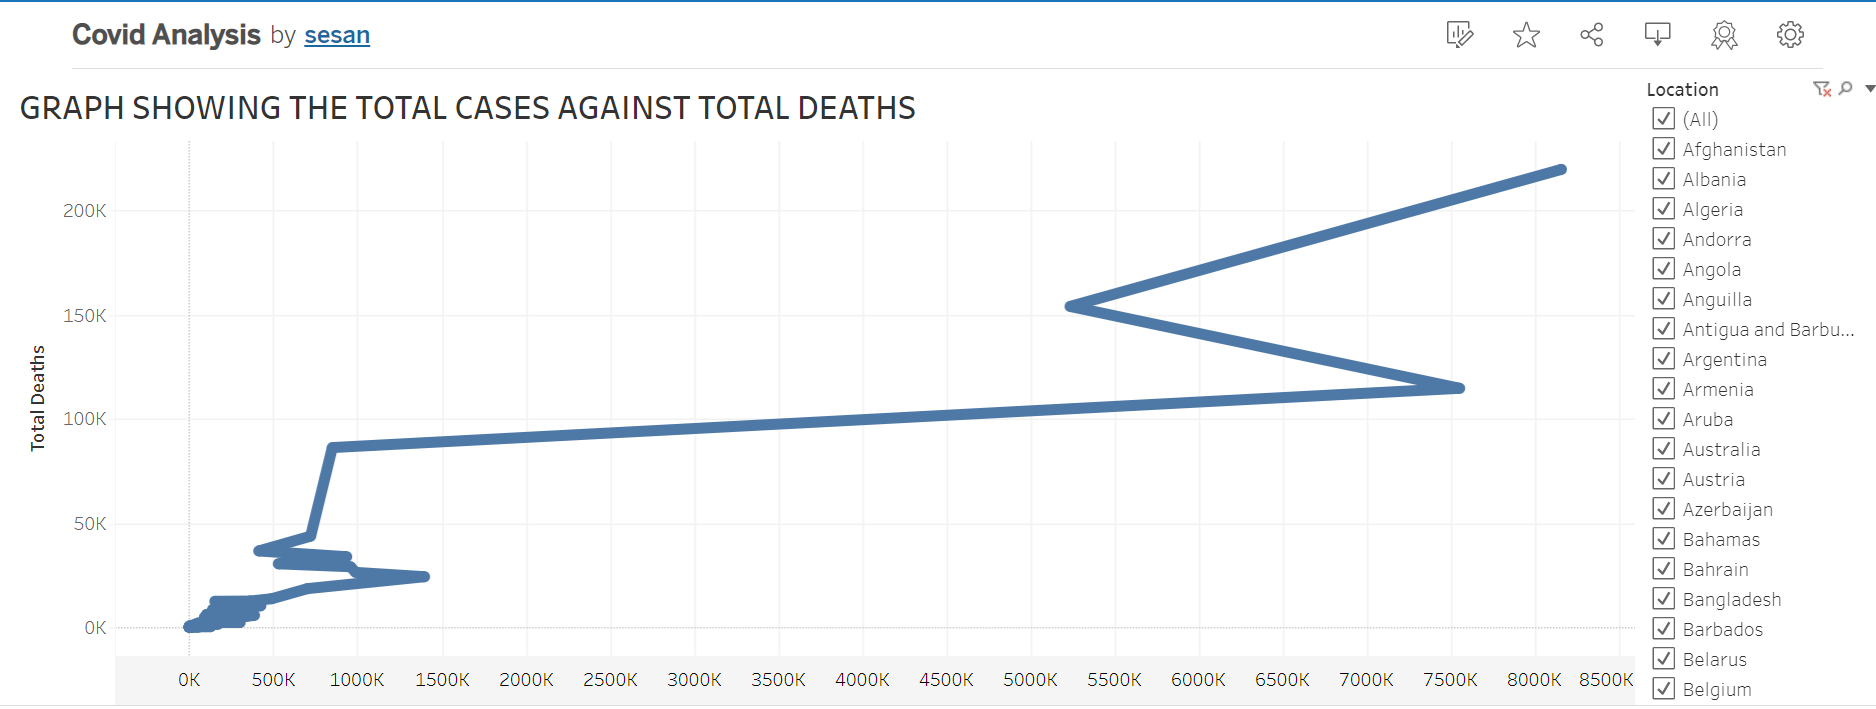 Covid Analysis by sesan
GRAPH SHOWING THE TOTAL CASES AGAINST TOTAL DEATHS
Total Deaths
200K
150K
100K
50K
0K
0K 500K 1000K 1500K 2000K 2500K 3000K 3500K 4000K 4500K 5000K 5500K 6000K 6500K 7000K 7500K 8000K 8500K
Location
(All)
Afghanistan
Albania
Algeria
Andorra
Angola
Anguilla
Antigua and Barbu...
Argentina
Armenia
Aruba
Australia
Austria
Azerbaijan
Bahamas
Bahrain
Bangladesh
Barbados
Belarus
Belgium